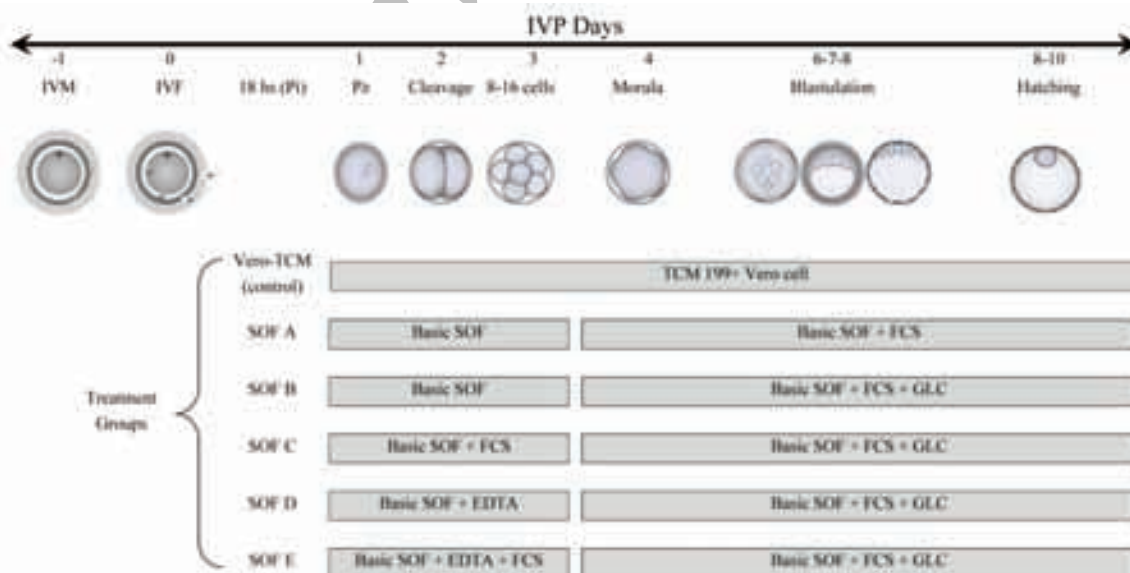 IVP Days
-1 0 1 2 3 4 6-7-8 8-10
IVM IVF 18 hs (Pi) Pz Cleavage 8-16 cells Morula Blastulation Hatching
Vero-TCM
(control)
TCM 199+ Vero cell
SOF A Basic SOF Basic SOF + FCS
SOF B Basic SOF Basic SOF + FCS + GLC
Treatment
Groups
SOF C Basic SOF + FCS Basic SOF + FCS + GLC
SOF D Basic SOF + EDTA Basic SOF + FCS + GLC
SOF E Basic SOF + EDTA + FCS Basic SOF + FCS + GLC